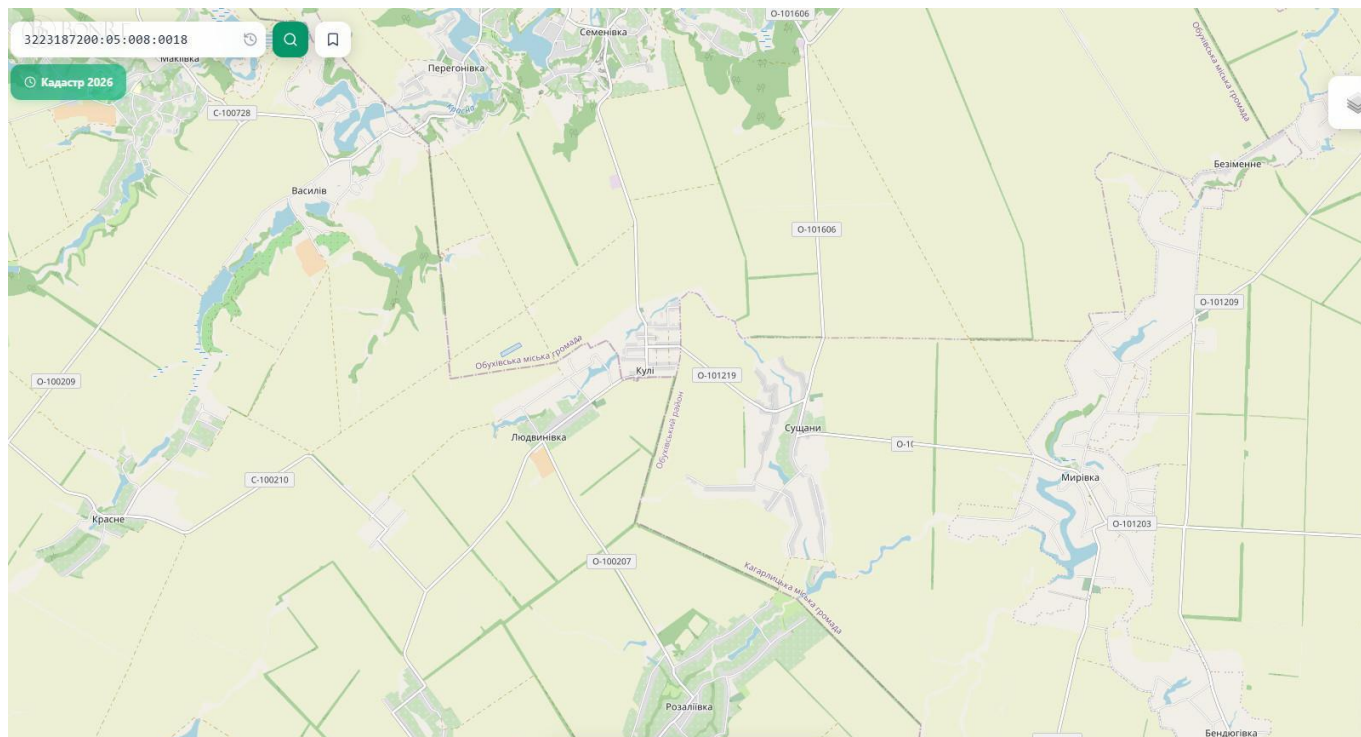 О-101606
3223187200:05:008:0018
Семенівка
Маківка
Перегонівка
Кадастр 2026
Обухівська міська громада
Красна
С-100728
Безіменне
Василів
О-101606
О-101209
Обухівська міська громада
Кулі
О-101219
О-100209
Обухівський район
Сущани
Людвинівка
О-10
Мирівка
С-100210
Красне
О-101203
О-100207
Кагарлицька міська громада
Розаліївка
Бендюгівка